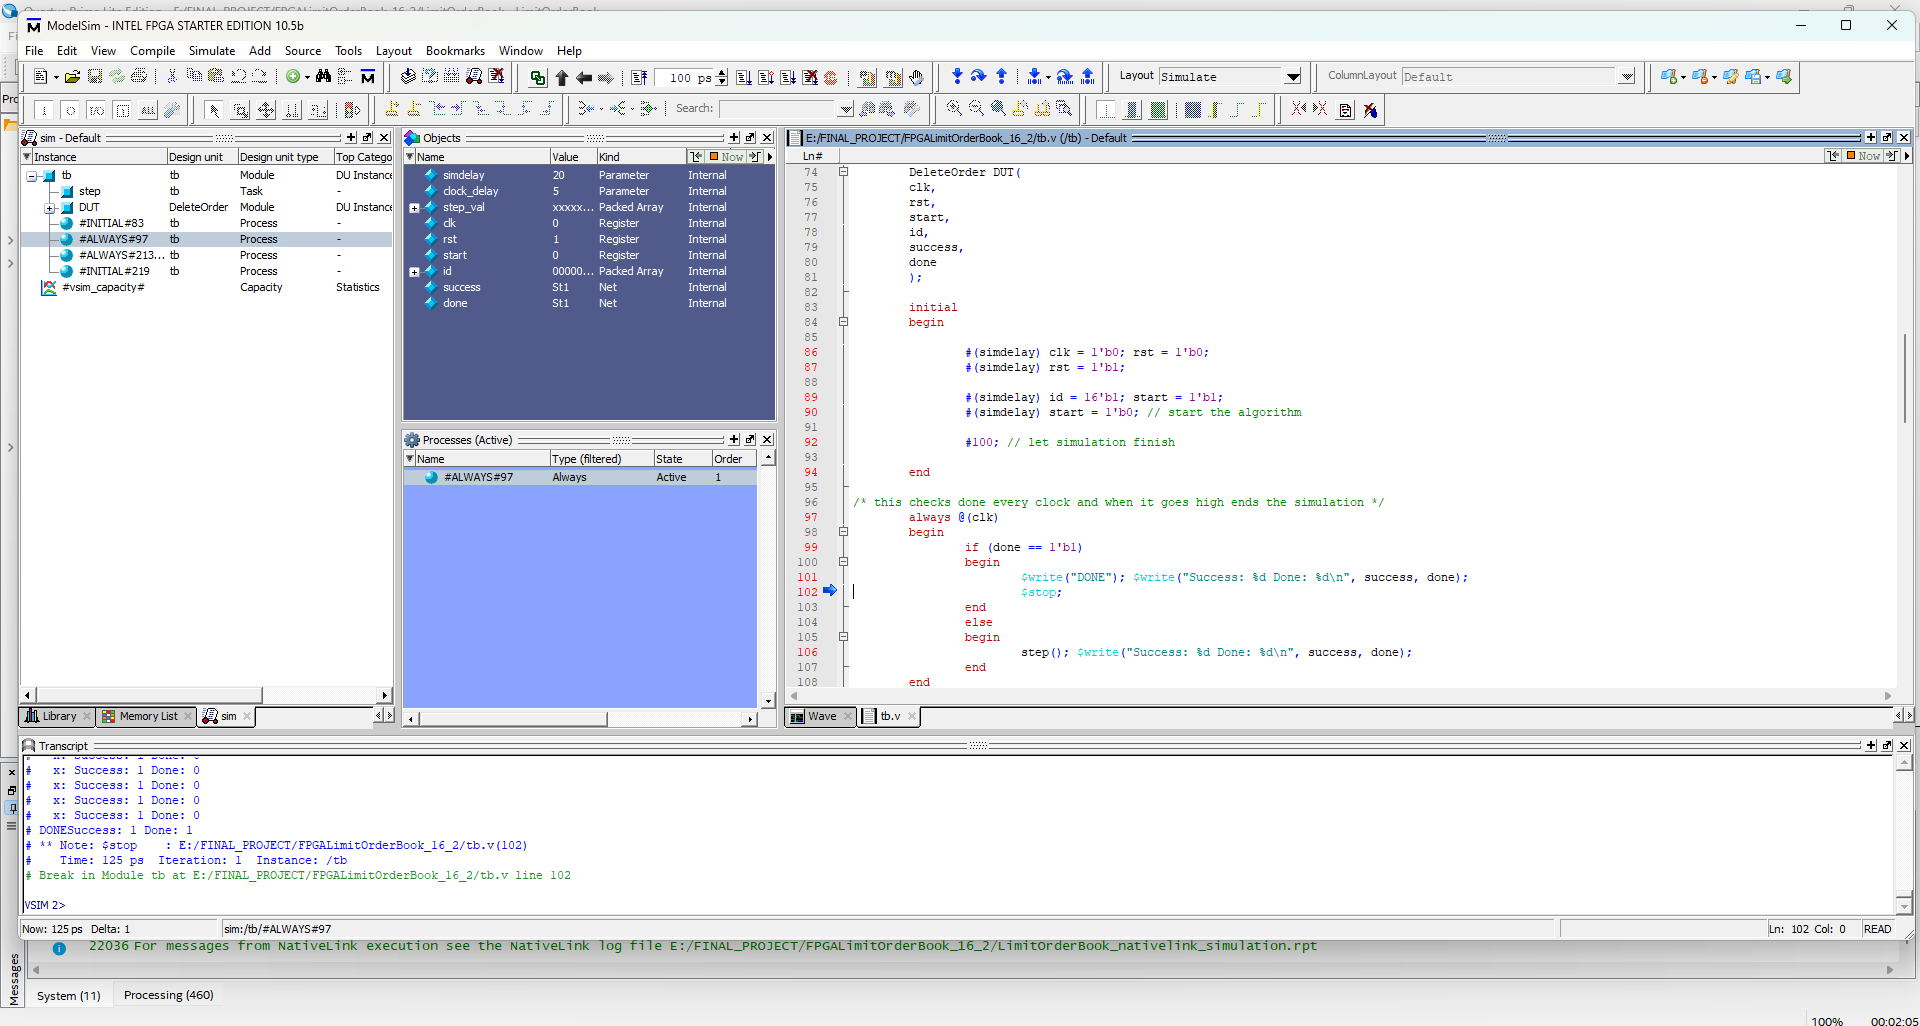 ModelSim - INTEL FPGA STARTER EDITION 10.5b
File Edit View Compile Simulate Add Source Tools Layout Bookmarks Window Help
100 ps
Layout Simulate
ColumnLayout Default
Search:
sim - Default
Instance Design unit Design unit type Top Catego
tb tb Module DU Instance
step tb Task -
DUT DeleteOrder Module DU Instance
#INITIAL#83 tb Process -
#ALWAYS#97 tb Process -
#ALWAYS#213... tb Process -
#INITIAL#219 tb Process -
#vsim_capacity# Capacity Statistics
Library Memory List sim
Objects
Name Value Kind Now
simdelay 20 Parameter Internal
clock_delay 5 Parameter Internal
step_val xxxxx... Packed Array Internal
clk 0 Register Internal
rst 1 Register Internal
start 0 Register Internal
id 00000... Packed Array Internal
success St1 Net Internal
done St1 Net Internal
Processes (Active)
Name Type (filtered) State Order
#ALWAYS#97 Always Active 1
E:/FINAL_PROJECT/FPGALimitOrderBook_16_2/tb.v (/tb) - Default
Ln# Now
74 DeleteOrder DUT(
75 clk,
76 rst,
77 start,
78 id,
79 success,
80 done
81 );
82
83 initial
84 begin
85
86 #(simdelay) clk = 1'b0; rst = 1'b0;
87 #(simdelay) rst = 1'b1;
88
89 #(simdelay) id = 16'b1; start = 1'b1;
90 #(simdelay) start = 1'b0; // start the algorithm
91
92 #100; // let simulation finish
93
94 end
95
96 /* this checks done every clock and when it goes high ends the simulation */
97 always @(clk)
98 begin
99 if (done == 1'b1)
100 begin
101 $write("DONE"); $write("Success: %d Done: %d\n", success, done);
102 $stop;
103 end
104 else
105 begin
106 step(); $write("Success: %d Done: %d\n", success, done);
107 end
108 end
Wave tb.v
Transcript
# x: Success: 1 Done: 0
# x: Success: 1 Done: 0
# x: Success: 1 Done: 0
# x: Success: 1 Done: 0
# x: Success: 1 Done: 0
# DONESuccess: 1 Done: 1
# ** Note: $stop : E:/FINAL_PROJECT/FPGALimitOrderBook_16_2/tb.v(102)
# Time: 125 ps Iteration: 1 Instance: /tb
# Break in Module tb at E:/FINAL_PROJECT/FPGALimitOrderBook_16_2/tb.v line 102
VSIM 2>
Now: 125 ps Delta: 1 sim:/tb/#ALWAYS#97 Ln: 102 Col: 0 READ
22036 For messages from NativeLink execution see the NativeLink log file E:/FINAL_PROJECT/FPGALimitOrderBook_16_2/LimitOrderBook_nativelink_simulation.rpt
Messages
System (11) Processing (460)
100% 00:02:05